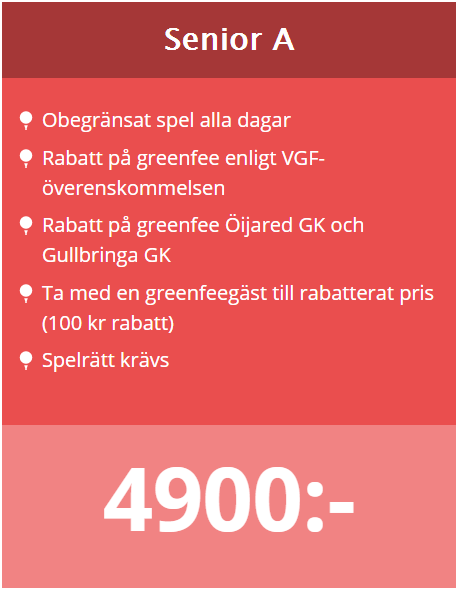 Senior A
Obegränsat spel alla dagar
Rabatt på greenfee enligt VGF-
överenskommelsen
Rabatt på greenfee Öijared GK och
Gullbringa GK
Ta med en greenfeegäst till rabatterat pris
(100 kr rabatt)
Spelrätt krävs
4900:-